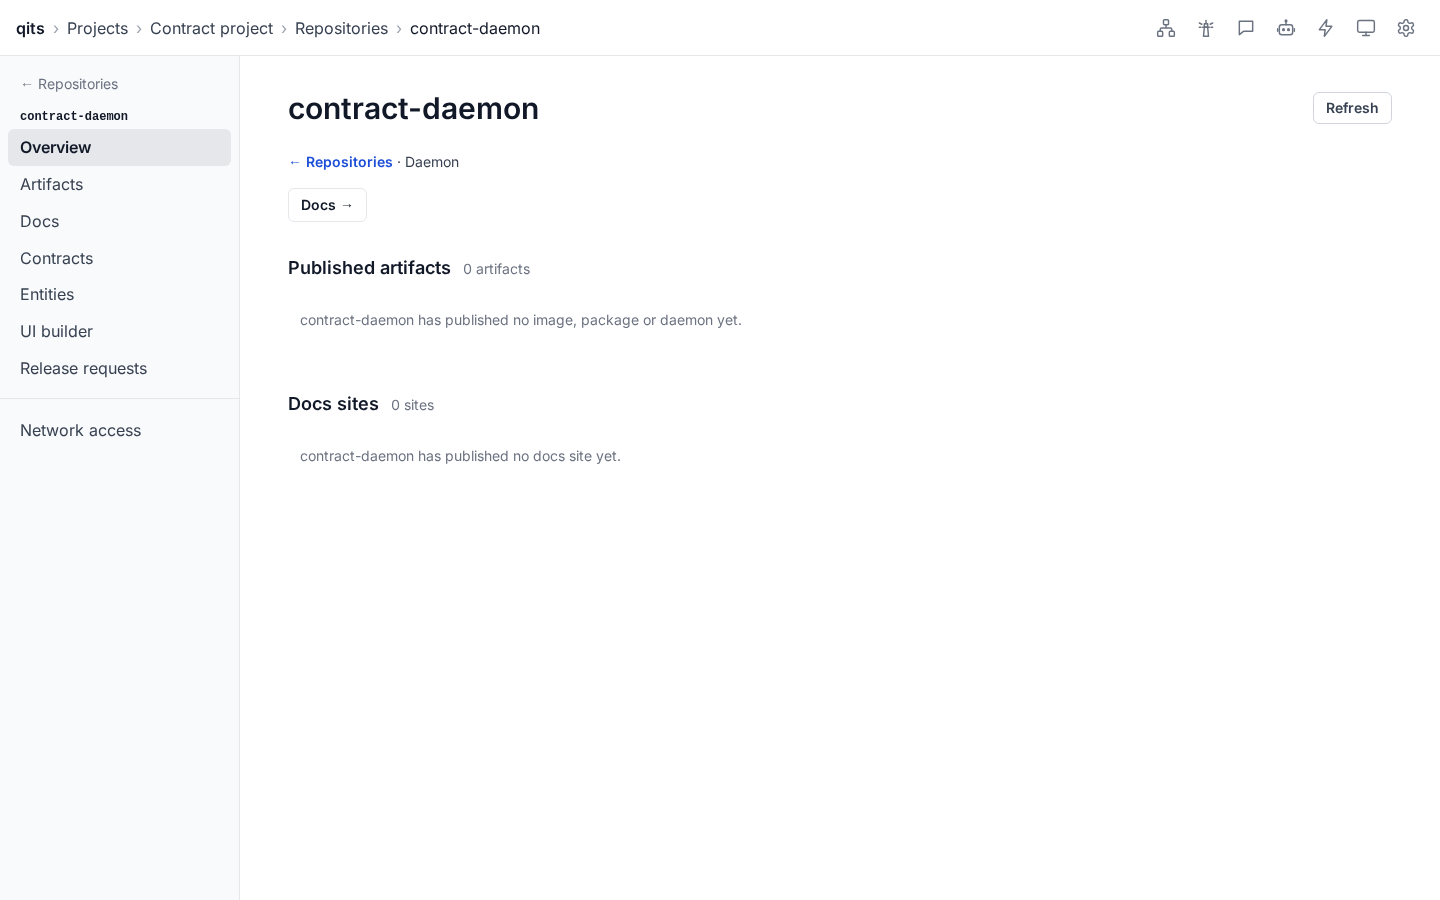 qits › Projects › Contract project › Repositories › contract-daemon
← Repositories
contract-daemon
Overview
Artifacts
Docs
Contracts
Entities
UI builder
Release requests
Network access
contract-daemon
Refresh
← Repositories · Daemon
Docs →
Published artifacts 0 artifacts
contract-daemon has published no image, package or daemon yet.
Docs sites 0 sites
contract-daemon has published no docs site yet.